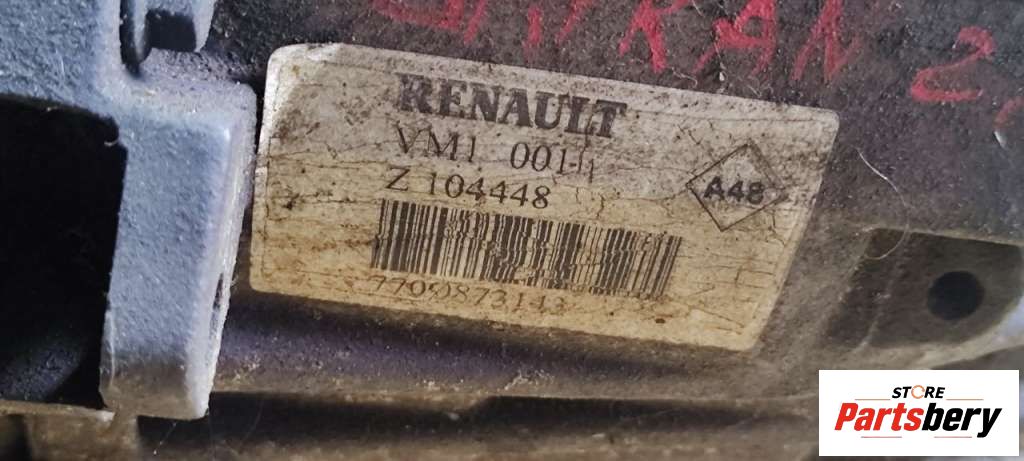 RENAULT
VM1 001
Z 104448
A48
7700873143
STORE
Partsbery